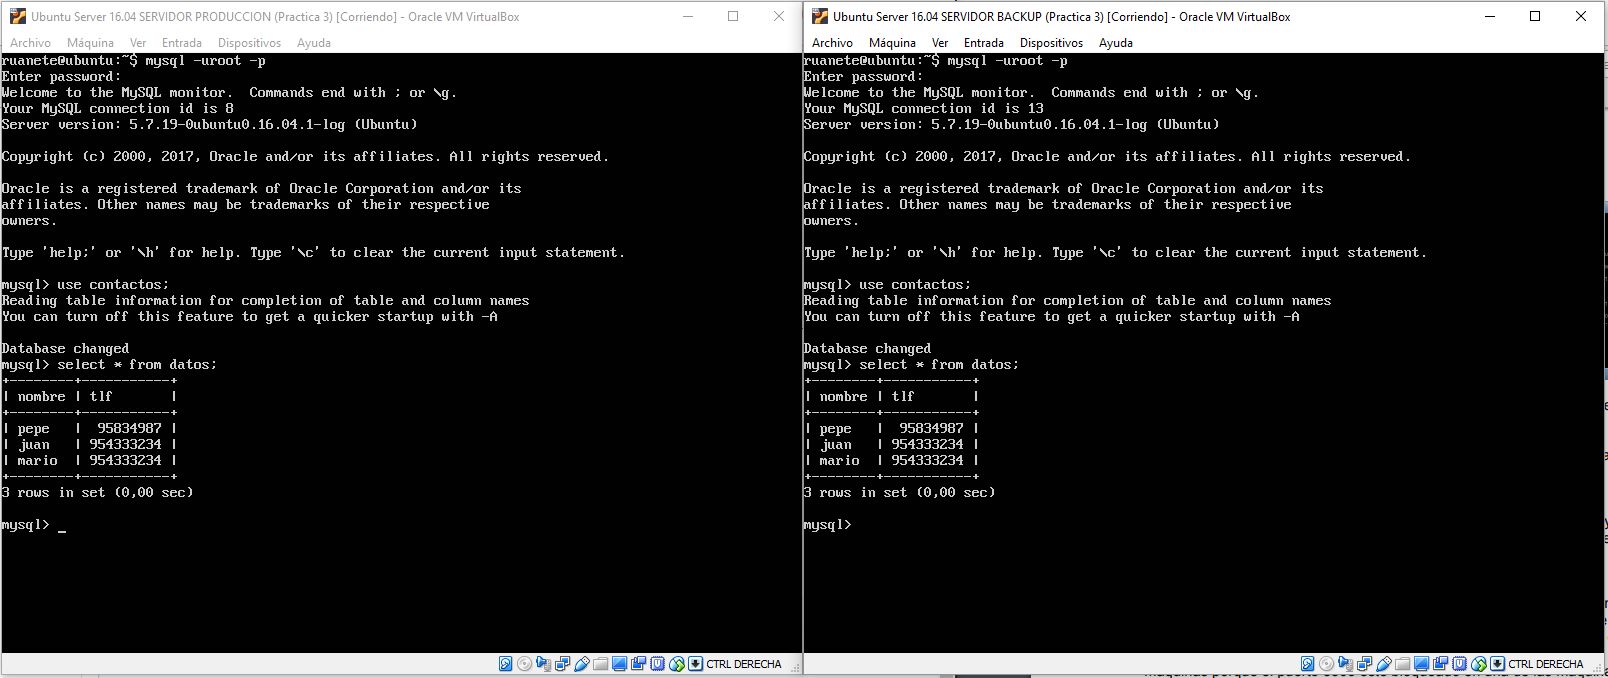 Ubuntu Server 16.04 SERVIDOR PRODUCCION (Practica 3) [Corriendo] - Oracle VM VirtualBox
Archivo Máquina Ver Entrada Dispositivos Ayuda
ruanete@ubuntu:~$ mysql -uroot -p
Enter password:
Welcome to the MySQL monitor.  Commands end with ; or \g.
Your MySQL connection id is 8
Server version: 5.7.19-0ubuntu0.16.04.1-log (Ubuntu)
Copyright (c) 2000, 2017, Oracle and/or its affiliates. All rights reserved.
Oracle is a registered trademark of Oracle Corporation and/or its
affiliates. Other names may be trademarks of their respective
owners.
Type 'help;' or '\h' for help. Type '\c' to clear the current input statement.
mysql> use contactos;
Reading table information for completion of table and column names
You can turn off this feature to get a quicker startup with -A
Database changed
mysql> select * from datos;
+--------+-----------+
| nombre | tlf       |
+--------+-----------+
| pepe   |  95834987 |
| juan   | 954333234 |
| mario  | 954333234 |
+--------+-----------+
3 rows in set (0,00 sec)
mysql> _
CTRL DERECHA
Ubuntu Server 16.04 SERVIDOR BACKUP (Practica 3) [Corriendo] - Oracle VM VirtualBox
Archivo Máquina Ver Entrada Dispositivos Ayuda
ruanete@ubuntu:~$ mysql -uroot -p
Enter password:
Welcome to the MySQL monitor.  Commands end with ; or \g.
Your MySQL connection id is 13
Server version: 5.7.19-0ubuntu0.16.04.1-log (Ubuntu)
Copyright (c) 2000, 2017, Oracle and/or its affiliates. All rights reserved.
Oracle is a registered trademark of Oracle Corporation and/or its
affiliates. Other names may be trademarks of their respective
owners.
Type 'help;' or '\h' for help. Type '\c' to clear the current input statement.
mysql> use contactos;
Reading table information for completion of table and column names
You can turn off this feature to get a quicker startup with -A
Database changed
mysql> select * from datos;
+--------+-----------+
| nombre | tlf       |
+--------+-----------+
| pepe   |  95834987 |
| juan   | 954333234 |
| mario  | 954333234 |
+--------+-----------+
3 rows in set (0,00 sec)
mysql>
CTRL DERECHA